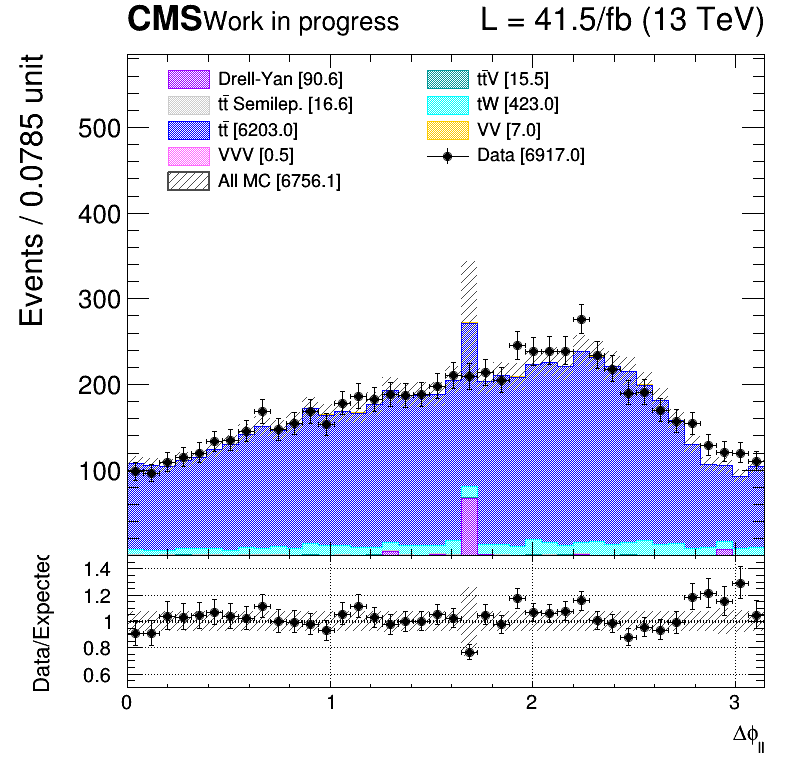 CMS Work in progress L = 41.5/fb (13 TeV)
Events / 0.0785 unit
Drell-Yan [90.6]
tt̄ Semilep. [16.6]
tt̄ [6203.0]
VVV [0.5]
All MC [6756.1]
tt̄V [15.5]
tW [423.0]
VV [7.0]
Data [6917.0]
500
400
300
200
100
Data/Expected
1.4
1.2
1
0.8
0.6
0 1 2 3
Δϕ_ll